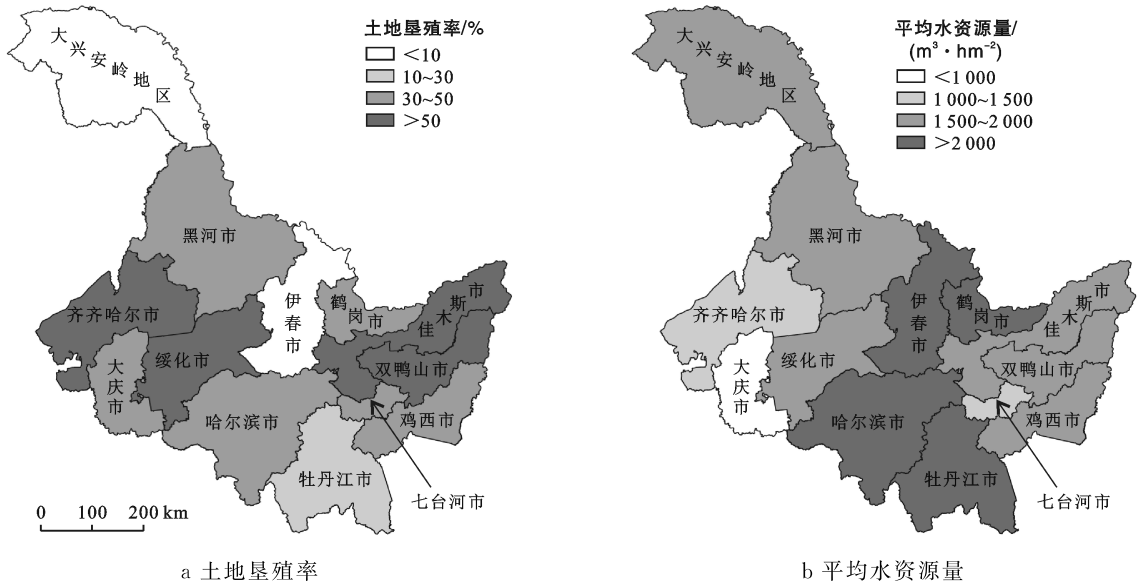 土地垦殖率/%
<10
10~30
30~50
>50
大兴安岭地区
黑河市
齐齐哈尔市
大庆市
绥化市
伊春市
鹤岗市
佳木斯市
双鸭山市
鸡西市
哈尔滨市
牡丹江市
七台河市
0 100 200 km
a 土地垦殖率
平均水资源量/
(m³·hm⁻²)
<1 000
1 000~1 500
1 500~2 000
>2 000
大兴安岭地区
黑河市
齐齐哈尔市
大庆市
绥化市
伊春市
鹤岗市
佳木斯市
双鸭山市
鸡西市
哈尔滨市
牡丹江市
七台河市
b 平均水资源量